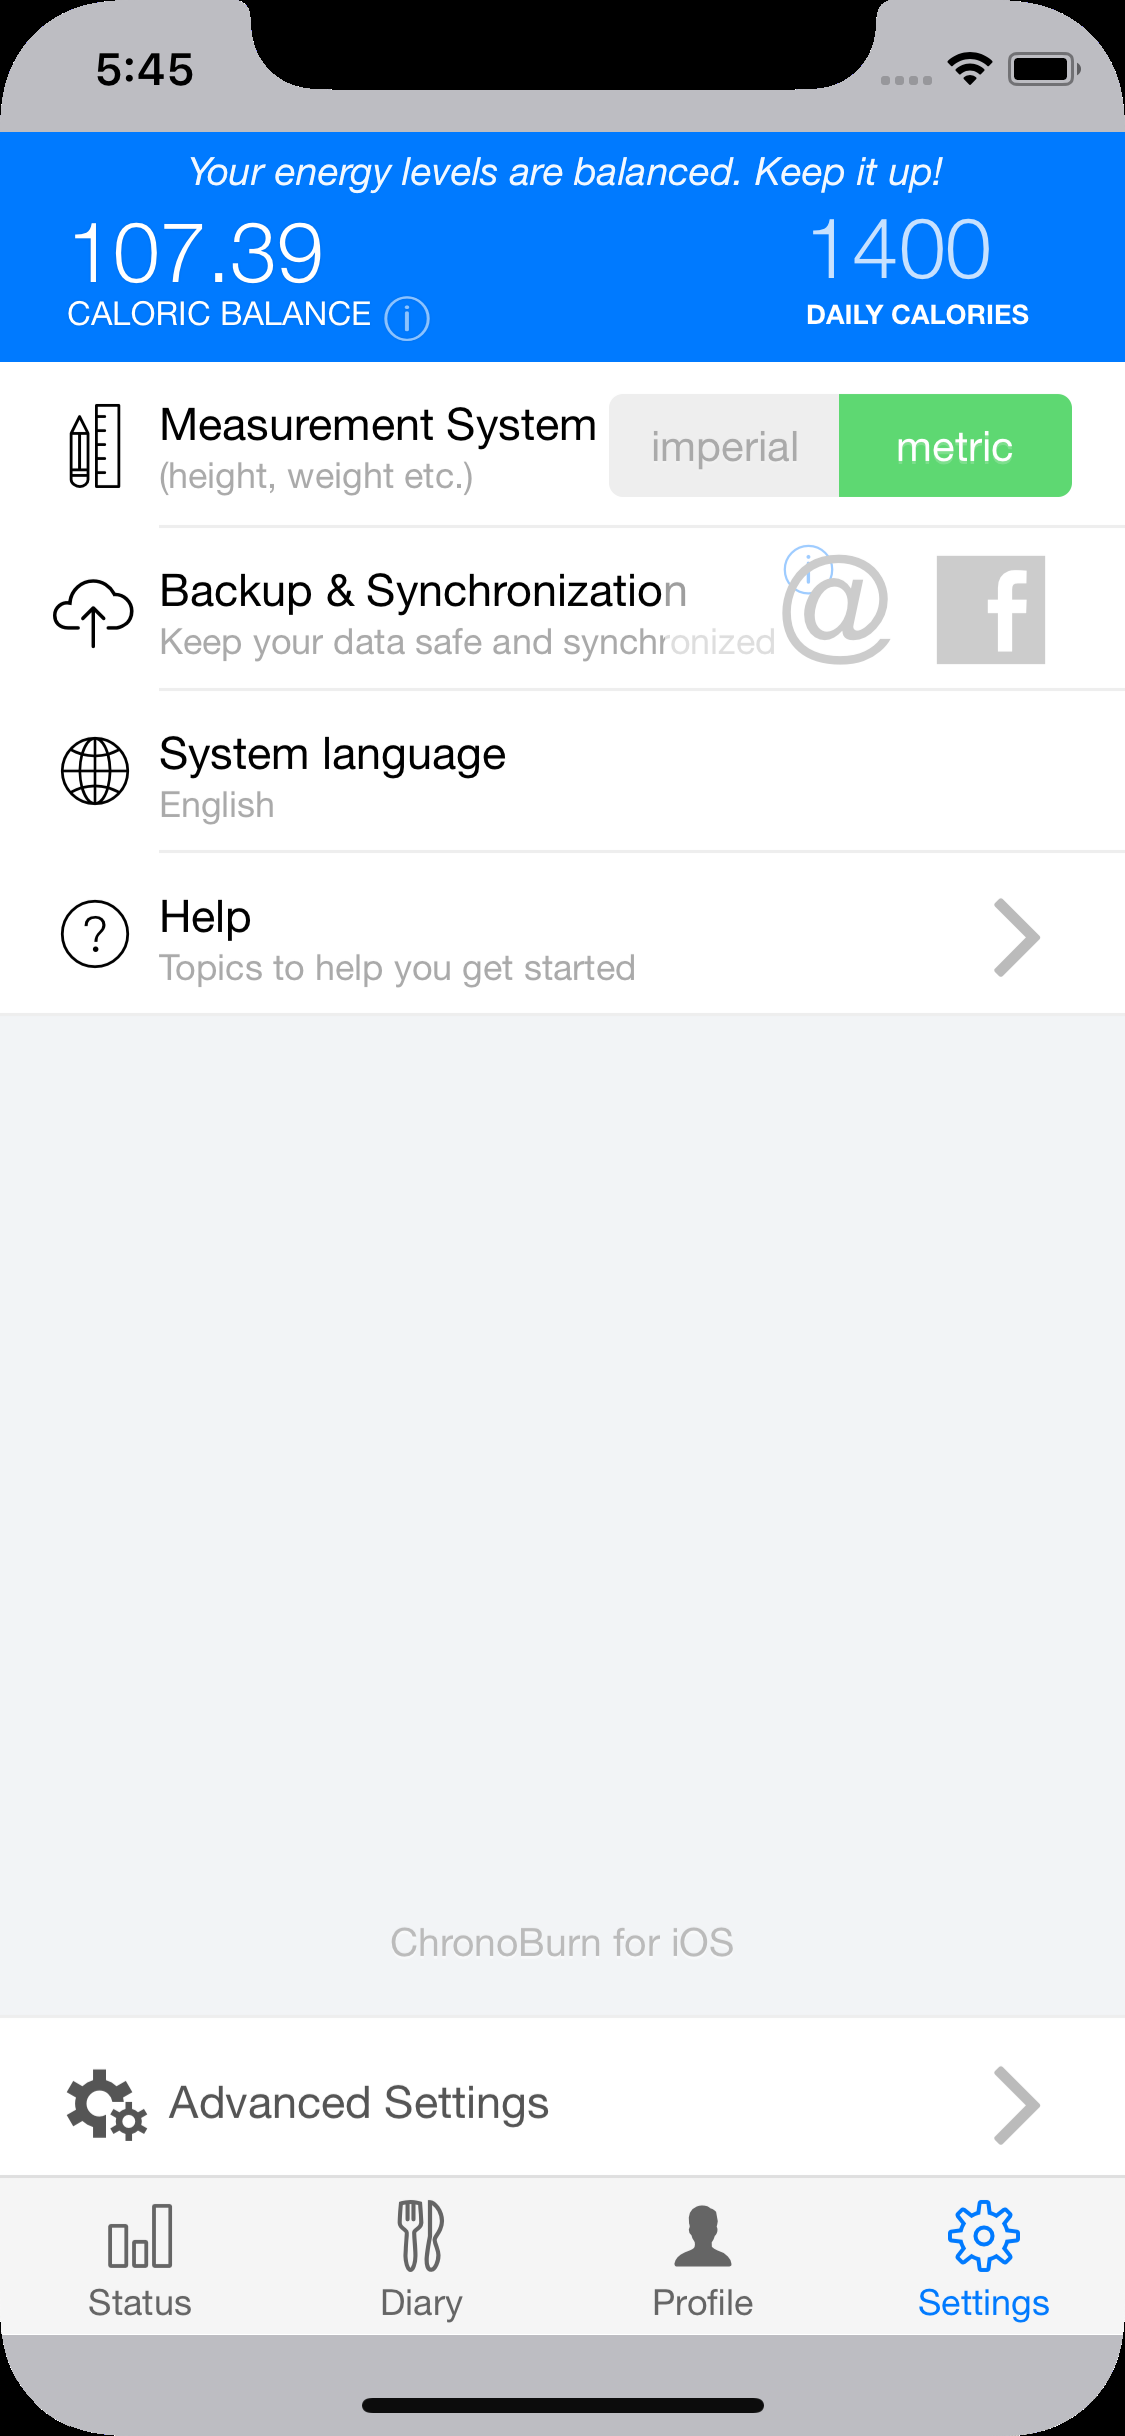 5:45
Your energy levels are balanced. Keep it up!
107.39
1400
CALORIC BALANCE
DAILY CALORIES
Measurement System
(height, weight etc.)
imperial
metric
Backup & Synchronization
Keep your data safe and synchronized
System language
English
Help
Topics to help you get started
ChronoBurn for iOS
Advanced Settings
Status
Diary
Profile
Settings